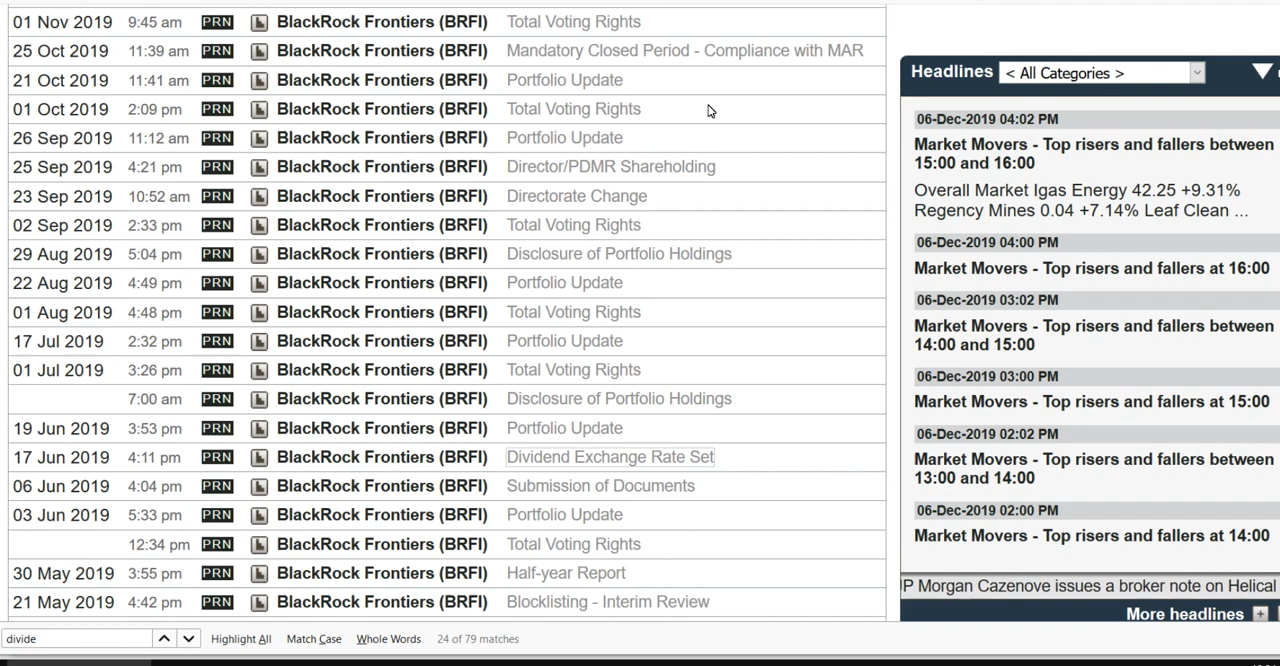 01 Nov 2019 9:45 am PRN BlackRock Frontiers (BRFI) Total Voting Rights
25 Oct 2019 11:39 am PRN BlackRock Frontiers (BRFI) Mandatory Closed Period - Compliance with MAR
21 Oct 2019 11:41 am PRN BlackRock Frontiers (BRFI) Portfolio Update
01 Oct 2019 2:09 pm PRN BlackRock Frontiers (BRFI) Total Voting Rights
26 Sep 2019 11:12 am PRN BlackRock Frontiers (BRFI) Portfolio Update
25 Sep 2019 4:21 pm PRN BlackRock Frontiers (BRFI) Director/PDMR Shareholding
23 Sep 2019 10:52 am PRN BlackRock Frontiers (BRFI) Directorate Change
02 Sep 2019 2:33 pm PRN BlackRock Frontiers (BRFI) Total Voting Rights
29 Aug 2019 5:04 pm PRN BlackRock Frontiers (BRFI) Disclosure of Portfolio Holdings
22 Aug 2019 4:49 pm PRN BlackRock Frontiers (BRFI) Portfolio Update
01 Aug 2019 4:48 pm PRN BlackRock Frontiers (BRFI) Total Voting Rights
17 Jul 2019 2:32 pm PRN BlackRock Frontiers (BRFI) Portfolio Update
01 Jul 2019 3:26 pm PRN BlackRock Frontiers (BRFI) Total Voting Rights
7:00 am PRN BlackRock Frontiers (BRFI) Disclosure of Portfolio Holdings
19 Jun 2019 3:53 pm PRN BlackRock Frontiers (BRFI) Portfolio Update
17 Jun 2019 4:11 pm PRN BlackRock Frontiers (BRFI) Dividend Exchange Rate Set
06 Jun 2019 4:04 pm PRN BlackRock Frontiers (BRFI) Submission of Documents
03 Jun 2019 5:33 pm PRN BlackRock Frontiers (BRFI) Portfolio Update
12:34 pm PRN BlackRock Frontiers (BRFI) Total Voting Rights
30 May 2019 3:55 pm PRN BlackRock Frontiers (BRFI) Half-year Report
21 May 2019 4:42 pm PRN BlackRock Frontiers (BRFI) Blocklisting - Interim Review
Headlines < All Categories >
06-Dec-2019 04:02 PM
Market Movers - Top risers and fallers between
15:00 and 16:00
Overall Market Igas Energy 42.25 +9.31%
Regency Mines 0.04 +7.14% Leaf Clean ...
06-Dec-2019 04:00 PM
Market Movers - Top risers and fallers at 16:00
06-Dec-2019 03:02 PM
Market Movers - Top risers and fallers between
14:00 and 15:00
06-Dec-2019 03:00 PM
Market Movers - Top risers and fallers at 15:00
06-Dec-2019 02:02 PM
Market Movers - Top risers and fallers between
13:00 and 14:00
06-Dec-2019 02:00 PM
Market Movers - Top risers and fallers at 14:00
P Morgan Cazenove issues a broker note on Helical
More headlines +
divide Highlight All Match Case Whole Words 24 of 79 matches